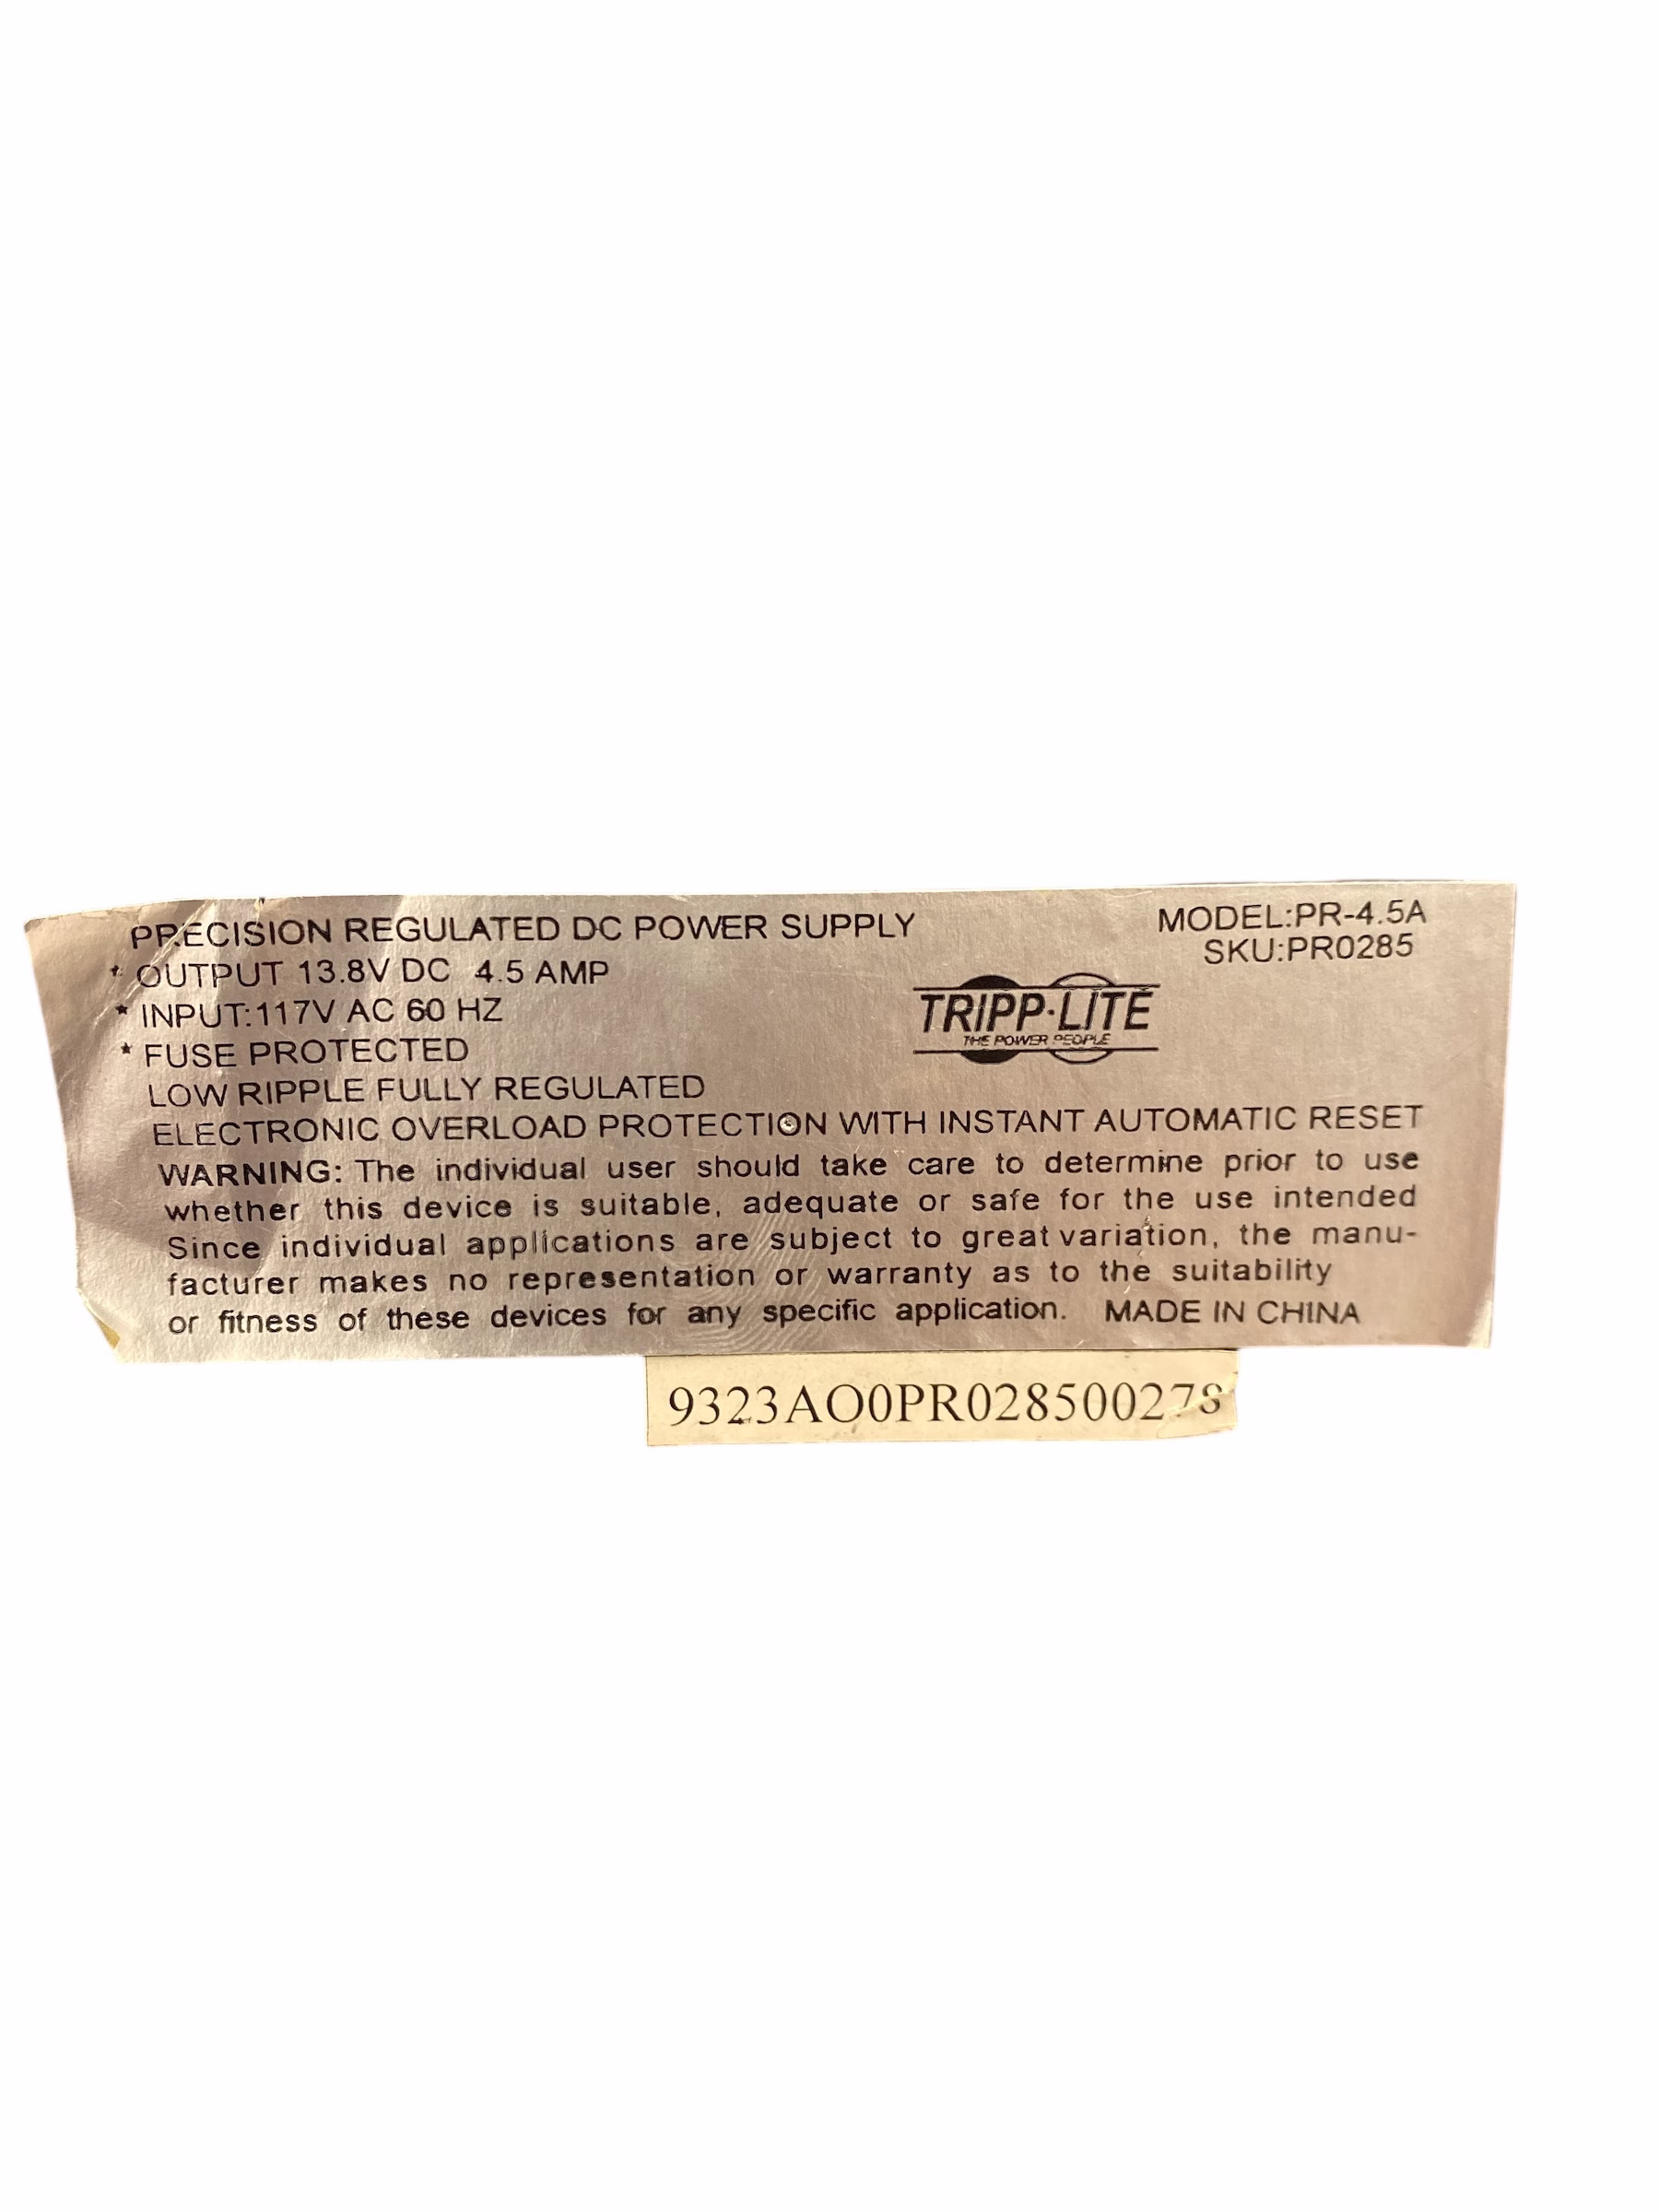 PRECISION REGULATED DC POWER SUPPLY
MODEL:PR-4.5A
SKU:PR0285
* OUTPUT 13.8V DC 4.5 AMP
* INPUT:117V AC 60 HZ
* FUSE PROTECTED
TRIPP·LITE
THE POWER PEOPLE
LOW RIPPLE FULLY REGULATED
ELECTRONIC OVERLOAD PROTECTION WITH INSTANT AUTOMATIC RESET
WARNING: The individual user should take care to determine prior to use
whether this device is suitable, adequate or safe for the use intended
Since individual applications are subject to great variation, the manu-
facturer makes no representation or warranty as to the suitability
or fitness of these devices for any specific application. MADE IN CHINA
9323AO0PR028500278